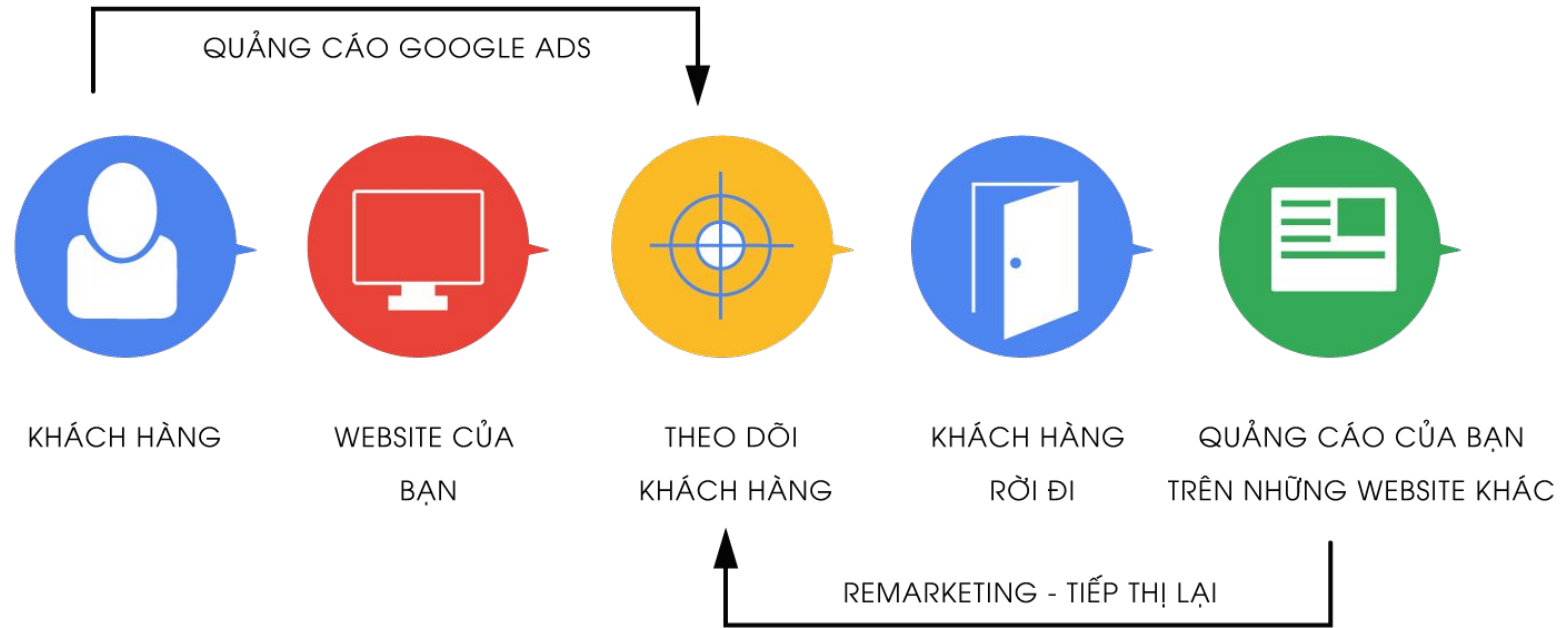 QUẢNG CÁO GOOGLE ADS
KHÁCH HÀNG
WEBSITE CỦA
BẠN
THEO DÕI
KHÁCH HÀNG
KHÁCH HÀNG
RỜI ĐI
QUẢNG CÁO CỦA BẠN
TRÊN NHỮNG WEBSITE KHÁC
REMARKETING - TIẾP THỊ LẠI